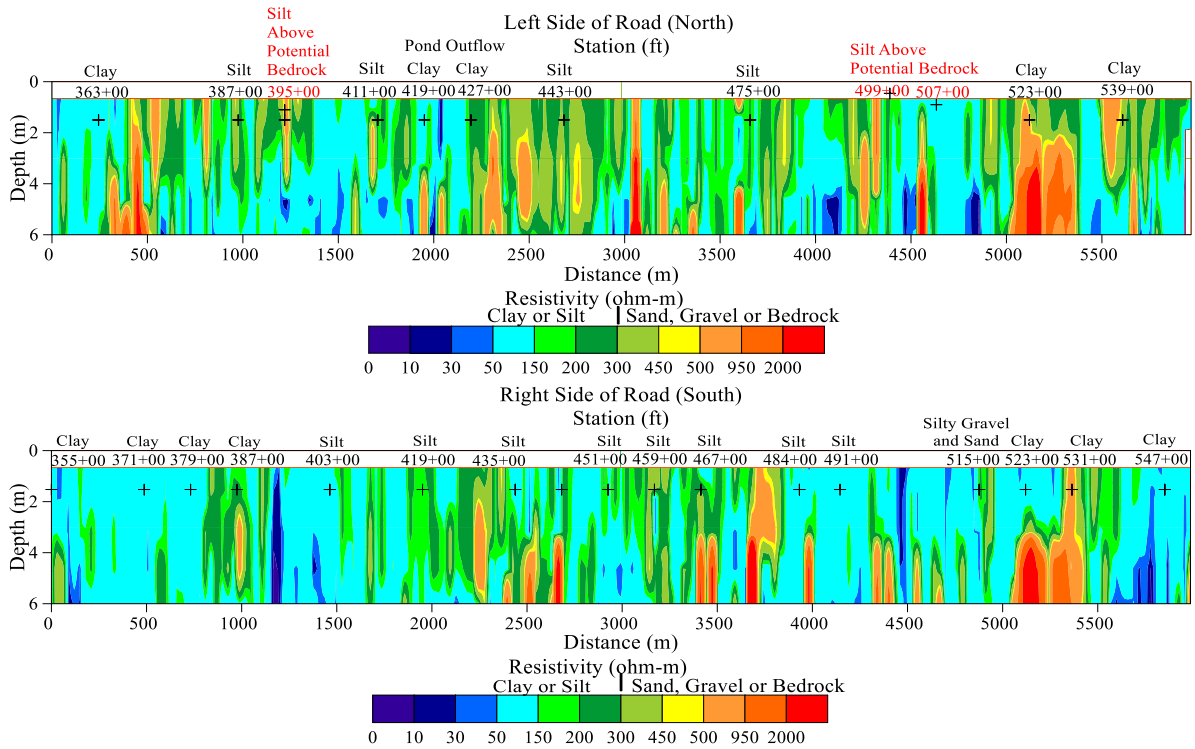 Left Side of Road (North)
Station (ft)
Silt
Above
Potential
Bedrock
Pond Outflow
Silt Above
Potential Bedrock
Clay Silt Silt Clay Clay Silt Silt Clay Clay
363+00 387+00 395+00 411+00 419+00 427+00 443+00 475+00 499+00 507+00 523+00 539+00
Depth (m)
0
2
4
6
0 500 1000 1500 2000 2500 3000 3500 4000 4500 5000 5500
Distance (m)
Resistivity (ohm-m)
Clay or Silt Sand, Gravel or Bedrock
0 10 30 50 150 200 300 450 500 950 2000
Right Side of Road (South)
Station (ft)
Silty Gravel
and Sand
Clay Clay Clay Clay Silt Silt Silt Silt Silt Silt Silt Silt Clay Clay Clay
355+00 371+00 379+00 387+00 403+00 419+00 435+00 451+00 459+00 467+00 484+00 491+00 515+00 523+00 531+00 547+00
Depth (m)
0
2
4
6
0 500 1000 1500 2000 2500 3000 3500 4000 4500 5000 5500
Distance (m)
Resistivity (ohm-m)
Clay or Silt Sand, Gravel or Bedrock
0 10 30 50 150 200 300 450 500 950 2000